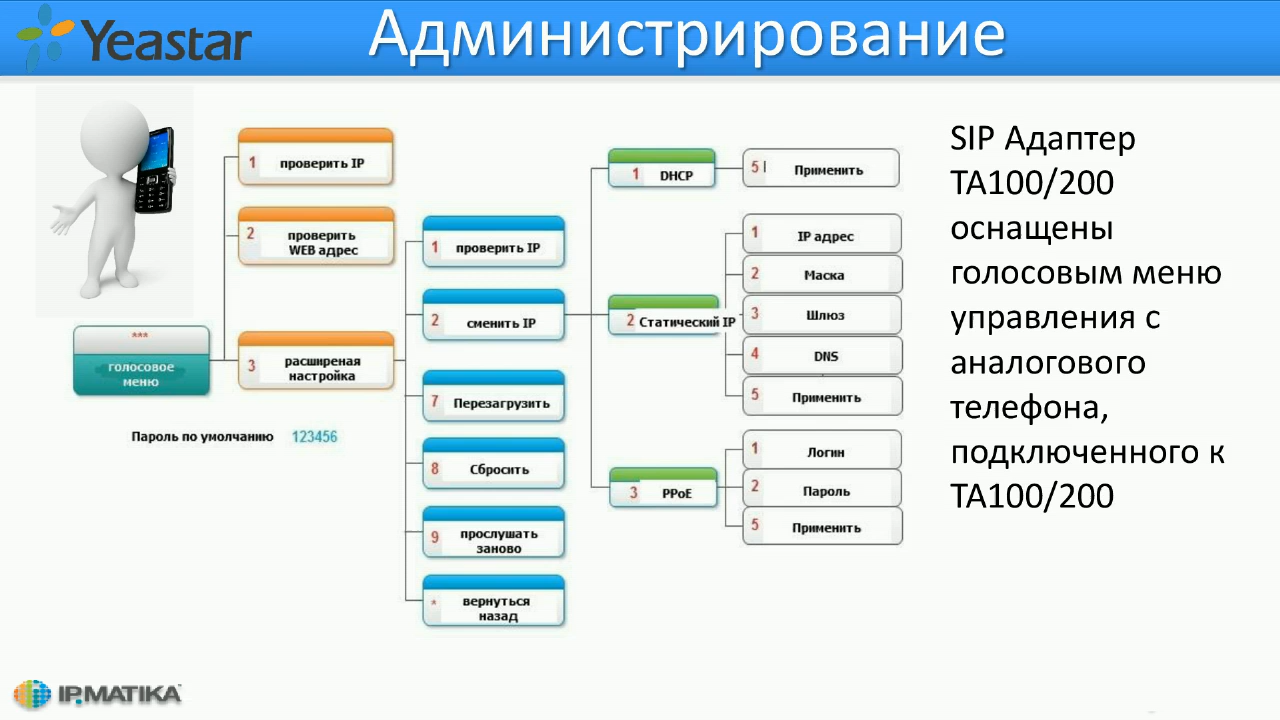 Yeastar
Администрирование
***
голосовое
меню
Пароль по умолчанию 123456
1 проверить IP
2 проверить
WEB адрес
3 расширеная
настройка
1 проверить IP
2 сменить IP
7 Перезагрузить
8 Сбросить
9 прослушать
заново
* вернуться
назад
1 DHCP
5 Применить
2 Статический IP
1 IP адрес
2 Маска
3 Шлюз
4 DNS
5 Применить
3 PPoE
1 Логин
2 Пароль
5 Применить
SIP Адаптер
TA100/200
оснащены
голосовым меню
управления с
аналогового
телефона,
подключенного к
TA100/200
IPMATIKA